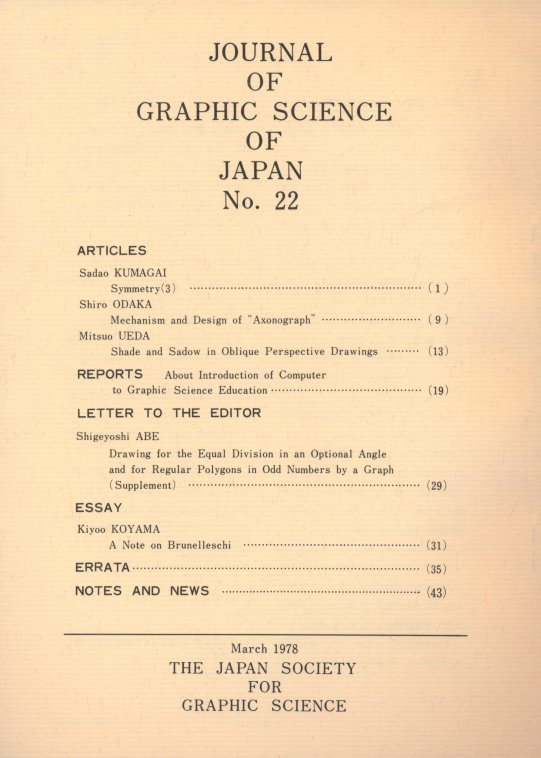 JOURNAL
OF
GRAPHIC SCIENCE
OF
JAPAN
No. 22
ARTICLES
Sadao KUMAGAI
Symmetry(3) ………………………………………………… ( 1 )
Shiro ODAKA
Mechanism and Design of “Axonograph” …………………… ( 9 )
Mitsuo UEDA
Shade and Sadow in Oblique Perspective Drawings ……… (13)
REPORTS About Introduction of Computer
to Graphic Science Education ……………………………… (19)
LETTER TO THE EDITOR
Shigeyoshi ABE
Drawing for the Equal Division in an Optional Angle
and for Regular Polygons in Odd Numbers by a Graph
(Supplement) ………………………………………………… (29)
ESSAY
Kiyoo KOYAMA
A Note on Brunelleschi …………………………………… (31)
ERRATA ……………………………………………………………… (35)
NOTES AND NEWS ………………………………………… (43)
March 1978
THE JAPAN SOCIETY
FOR
GRAPHIC SCIENCE